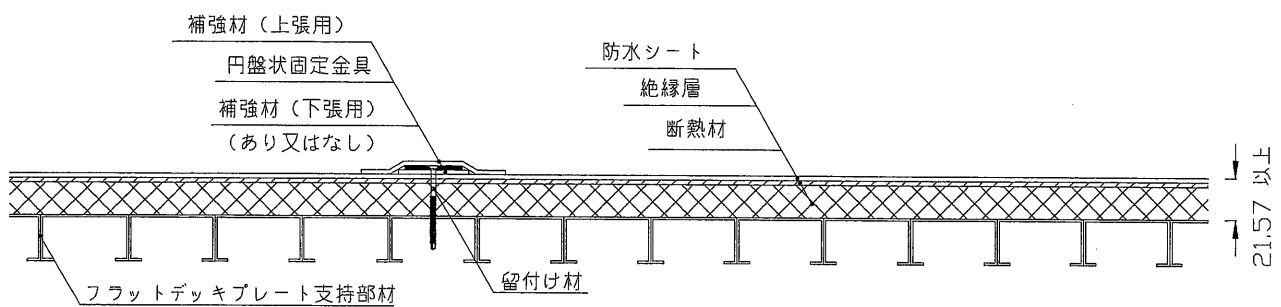 補強材（上張用）
円盤状固定金具
補強材（下張用）
（あり又はなし）
防水シート
絶縁層
断熱材
21.57 以上
留付け材
フラットデッキプレート支持部材